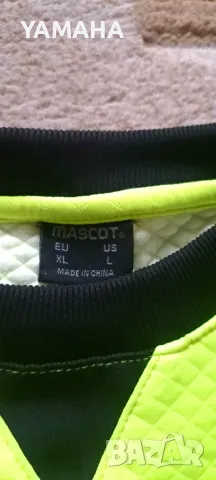 YAMAHA
MASCOT®
EU US
XL L
MADE IN CHINA
BAZAR